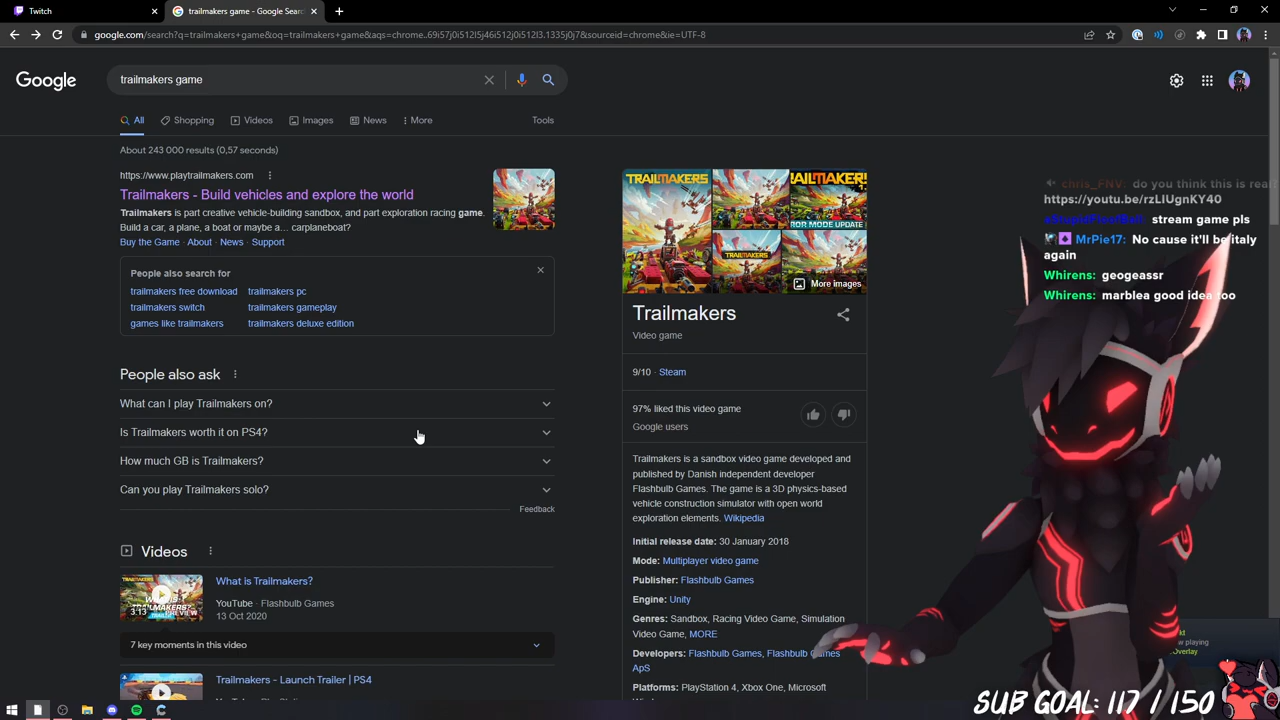 Twitch
trailmakers game - Google Sear
google.com/search?q=trailmakers+game&oq=trailmakers+game&aqs=chrome..69i57j0i512l5j46i512j0i512l3.1335j0j7&sourceid=chrome&ie=UTF-8
Google
trailmakers game
All
Shopping
Videos
Images
News
More
Tools
About 243 000 results (0,57 seconds)
https://www.playtrailmakers.com
Trailmakers - Build vehicles and explore the world
Trailmakers is part creative vehicle-building sandbox, and part exploration racing game.
Build a car, a plane, a boat or maybe a... carplaneboat?
Buy the Game · About · News · Support
People also search for
trailmakers free download
trailmakers pc
trailmakers switch
trailmakers gameplay
games like trailmakers
trailmakers deluxe edition
People also ask
What can I play Trailmakers on?
Is Trailmakers worth it on PS4?
How much GB is Trailmakers?
Can you play Trailmakers solo?
Feedback
Videos
What is Trailmakers?
YouTube · Flashbulb Games
13 Oct 2020
3:13
7 key moments in this video
Trailmakers - Launch Trailer | PS4
TRAILMAKERS
More images
Trailmakers
Video game
9/10 · Steam
97% liked this video game
Google users
Trailmakers is a sandbox video game developed and
published by Danish independent developer
Flashbulb Games. The game is a 3D physics-based
vehicle construction simulator with open world
exploration elements. Wikipedia
Initial release date: 30 January 2018
Mode: Multiplayer video game
Publisher: Flashbulb Games
Engine: Unity
Genres: Sandbox, Racing Video Game, Simulation
Video Game, MORE
Developers: Flashbulb Games, Flashbulb Games
ApS
Platforms: PlayStation 4, Xbox One, Microsoft
chris_FNV: do you think this is real
https://youtu.be/rzLIUgnKY40
stream game pls
MrPie17: No cause it'll be italy
again
Whirens: geogeassr
Whirens: marblea good idea too
SUB GOAL: 117 / 150